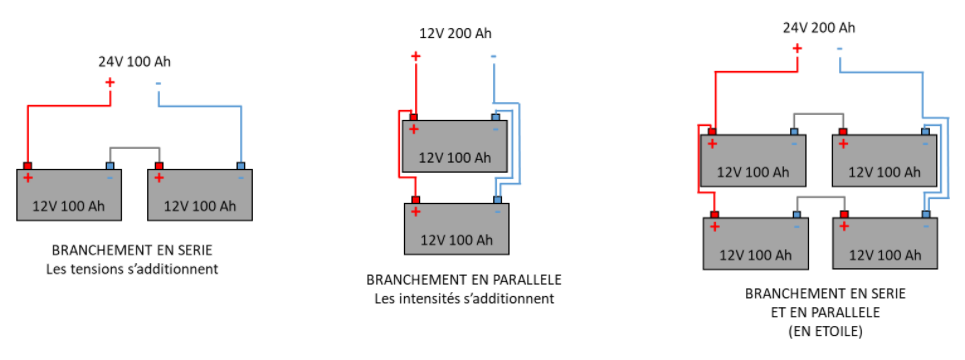 24V 100 Ah
+ -
+ - + -
12V 100 Ah 12V 100 Ah
BRANCHEMENT EN SERIE
Les tensions s’additionnent
12V 200 Ah
+ -
+ -
12V 100 Ah
+ -
12V 100 Ah
BRANCHEMENT EN PARALLELE
Les intensités s’additionnent
24V 200 Ah
+ -
+ - + -
12V 100 Ah 12V 100 Ah
+ - + -
12V 100 Ah 12V 100 Ah
BRANCHEMENT EN SERIE
ET EN PARALLELE
(EN ETOILE)